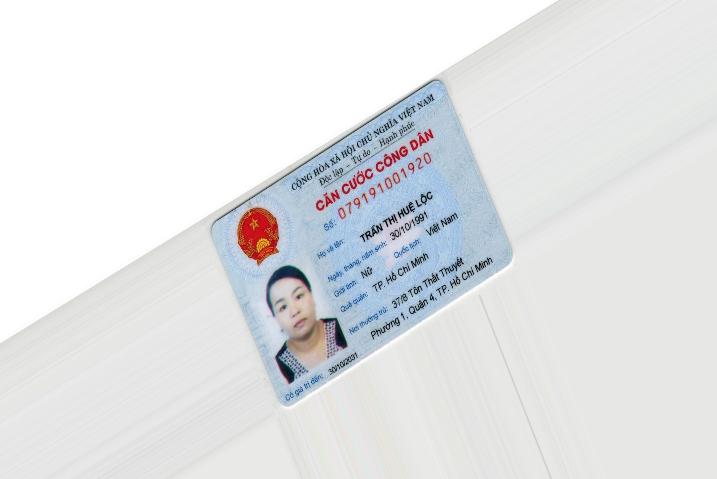 CỘNG HÒA XÃ HỘI CHỦ NGHĨA VIỆT NAM
Độc lập - Tự do - Hạnh phúc
CĂN CƯỚC CÔNG DÂN
Số: 079191001920
Họ và tên: TRẦN THỊ HUỆ LỘC
Ngày, tháng, năm sinh: 30/10/1991
Giới tính: Nữ Quốc tịch: Việt Nam
Quê quán: TP. Hồ Chí Minh
Nơi thường trú: 37/8 Tôn Thất Thuyết
Phường 1, Quận 4, TP. Hồ Chí Minh
Có giá trị đến: 30/10/2031